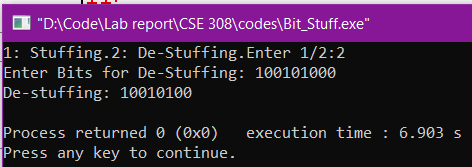 "D:\Code\Lab report\CSE 308\codes\Bit_Stuff.exe"
1: Stuffing.2: De-Stuffing.Enter 1/2:2
Enter Bits for De-Stuffing: 100101000
De-stuffing: 10010100
Process returned 0 (0x0)   execution time : 6.903 s
Press any key to continue.